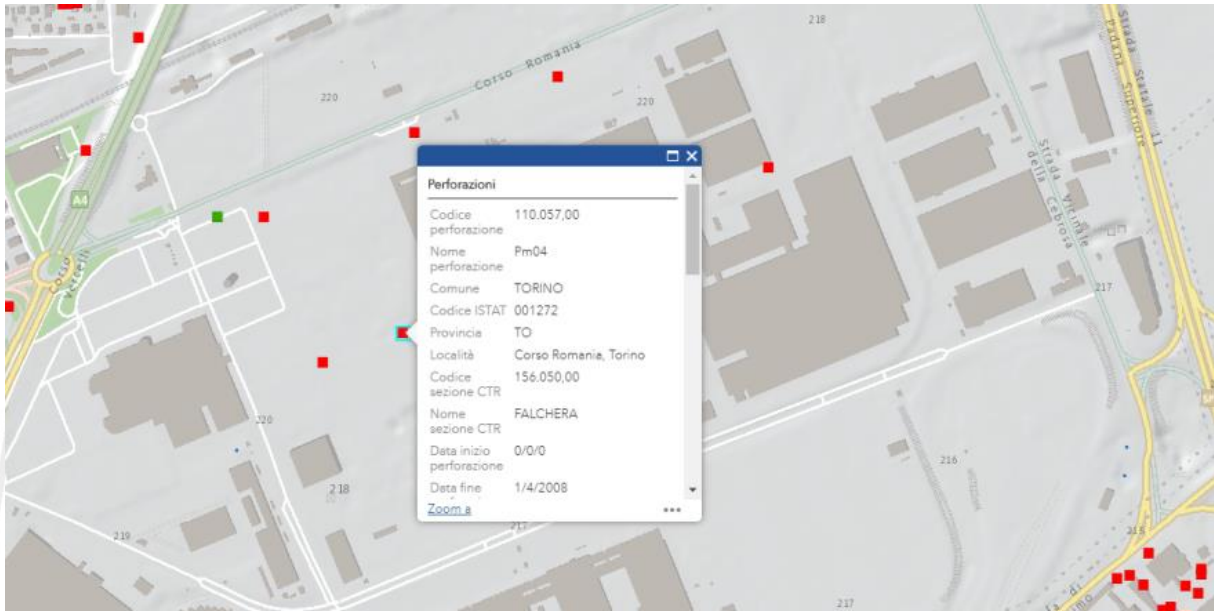 218
Corso Romania
220
220
Strada Statale 11
Padana Superiore
Strada Vicinale
della Cebrosa
A4
Corso
Vercelli
Perforazioni
Codice 110.057,00
perforazione
Nome Pm04
perforazione
Comune TORINO
Codice ISTAT 001272
Provincia TO
Località Corso Romania, Torino
Codice 156.050,00
sezione CTR
Nome FALCHERA
sezione CTR
Data inizio 0/0/0
perforazione
Data fine 1/4/2008
Zoom a
217
220
216
218
219
217
215
217